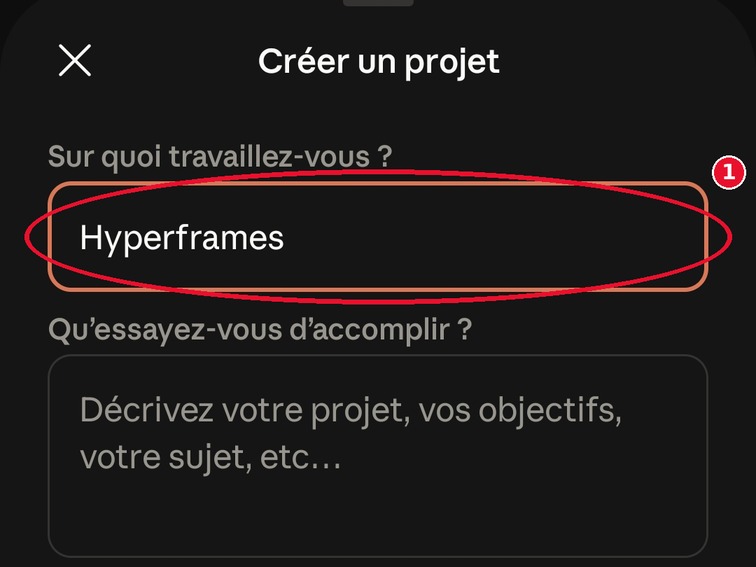 Créer un projet
Sur quoi travaillez-vous ?
1
Hyperframes
Qu’essayez-vous d’accomplir ?
Décrivez votre projet, vos objectifs,
votre sujet, etc...